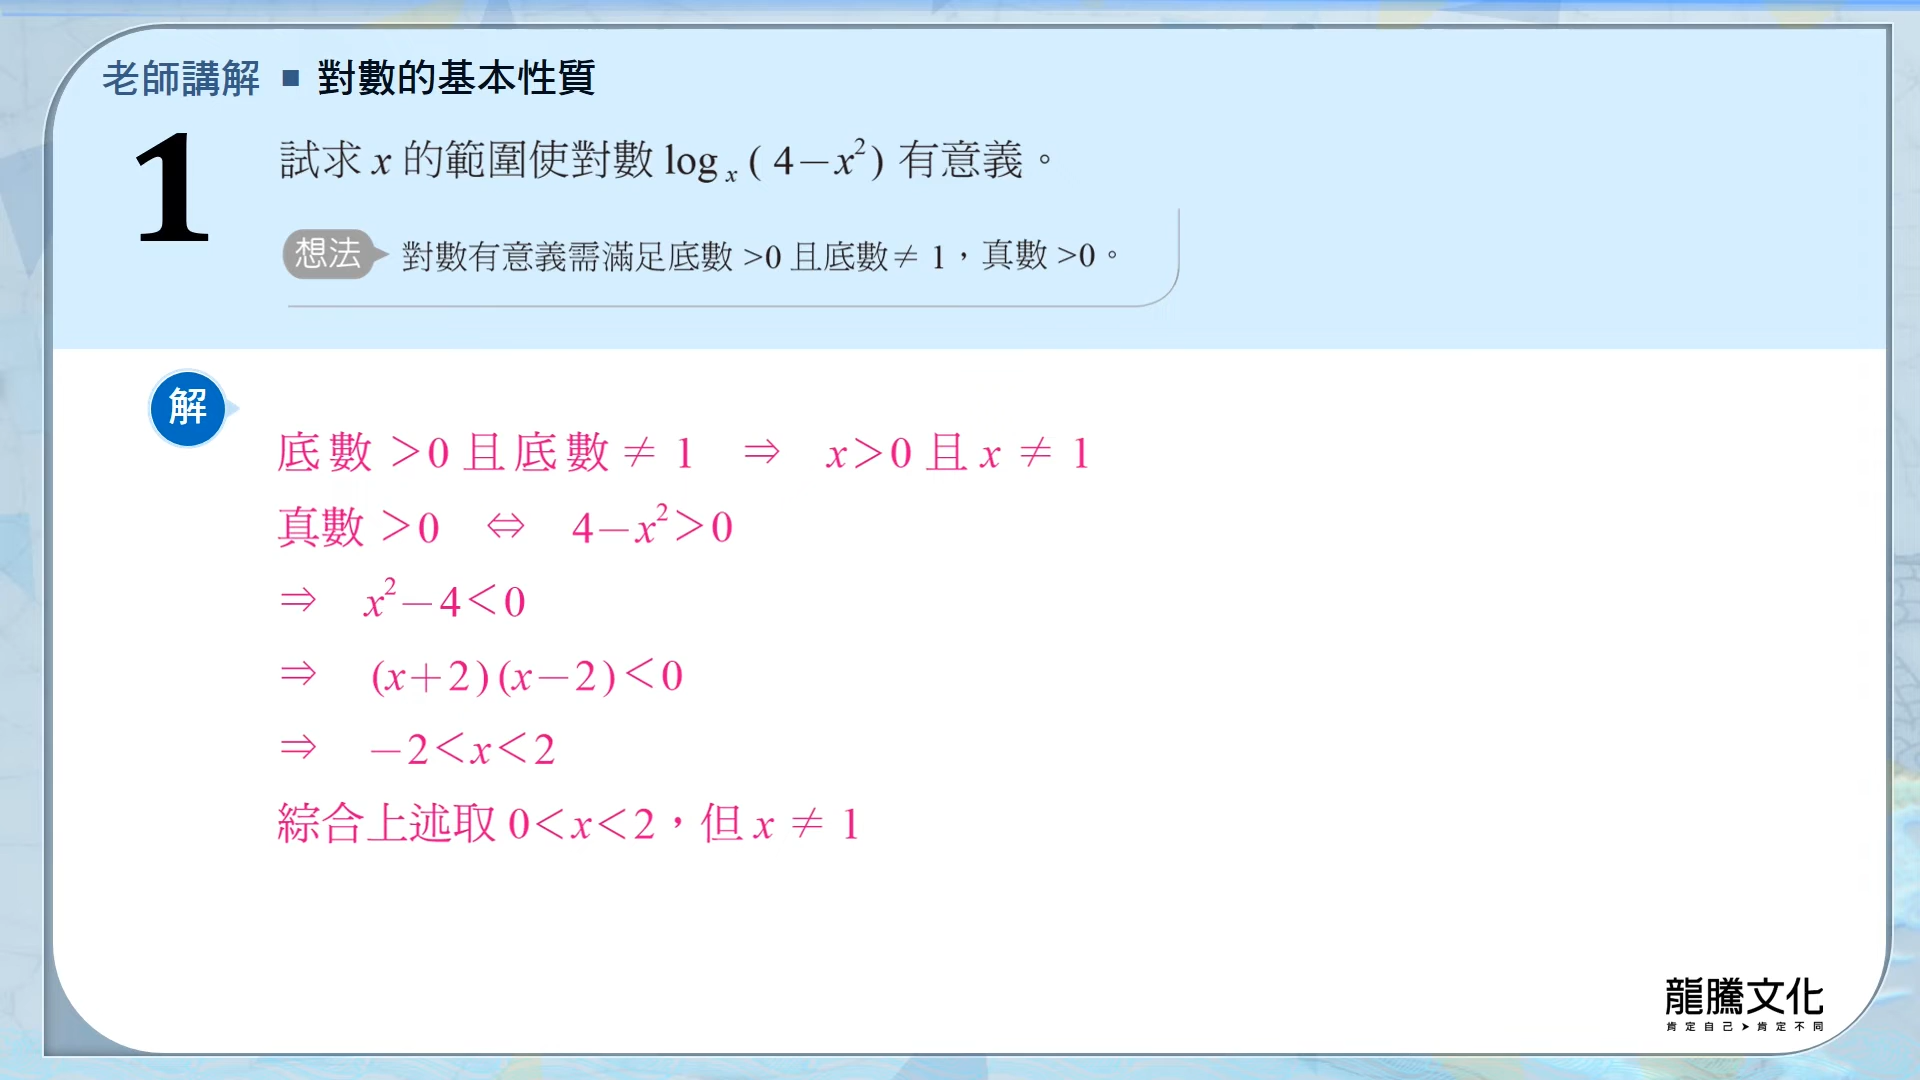 老師講解 ■ 對數的基本性質
1
試求 x 的範圍使對數 logₓ ( 4－x²) 有意義。
想法 對數有意義需滿足底數 >0 且底數≠ 1，真數 >0。
解
底數 ＞0 且底數 ≠ 1 ⇒ x＞0 且 x ≠ 1
真數 ＞0 ⇔ 4－x²＞0
⇒ x²－4＜0
⇒ (x＋2)(x－2)＜0
⇒ －2＜x＜2
綜合上述取 0＜x＜2，但 x ≠ 1
龍騰文化
肯定自己➤肯定不同